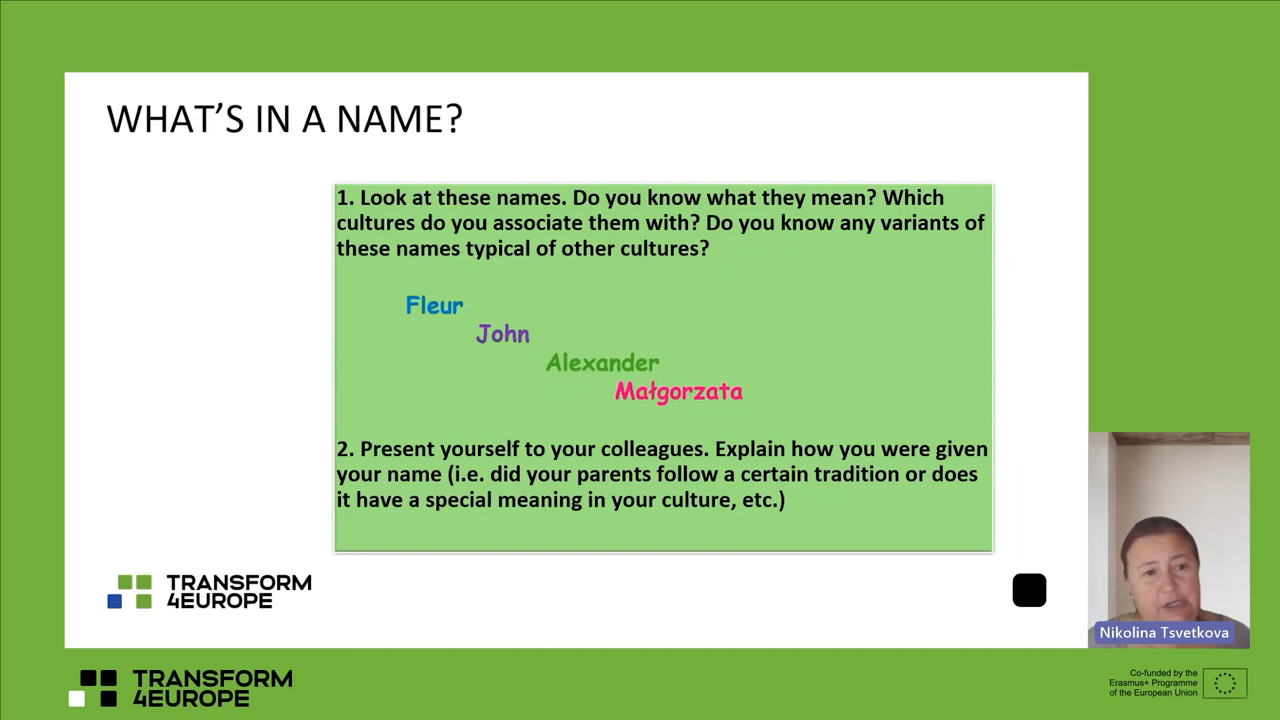 WHAT'S IN A NAME?
1. Look at these names. Do you know what they mean? Which
cultures do you associate them with? Do you know any variants of
these names typical of other cultures?
Fleur
John
Alexander
Małgorzata
2. Present yourself to your colleagues. Explain how you were given
your name (i.e. did your parents follow a certain tradition or does
it have a special meaning in your culture, etc.)
TRANSFORM
4EUROPE
Nikolina Tsvetkova
TRANSFORM
4EUROPE
Co-funded by the
Erasmus+ Programme
of the European Union